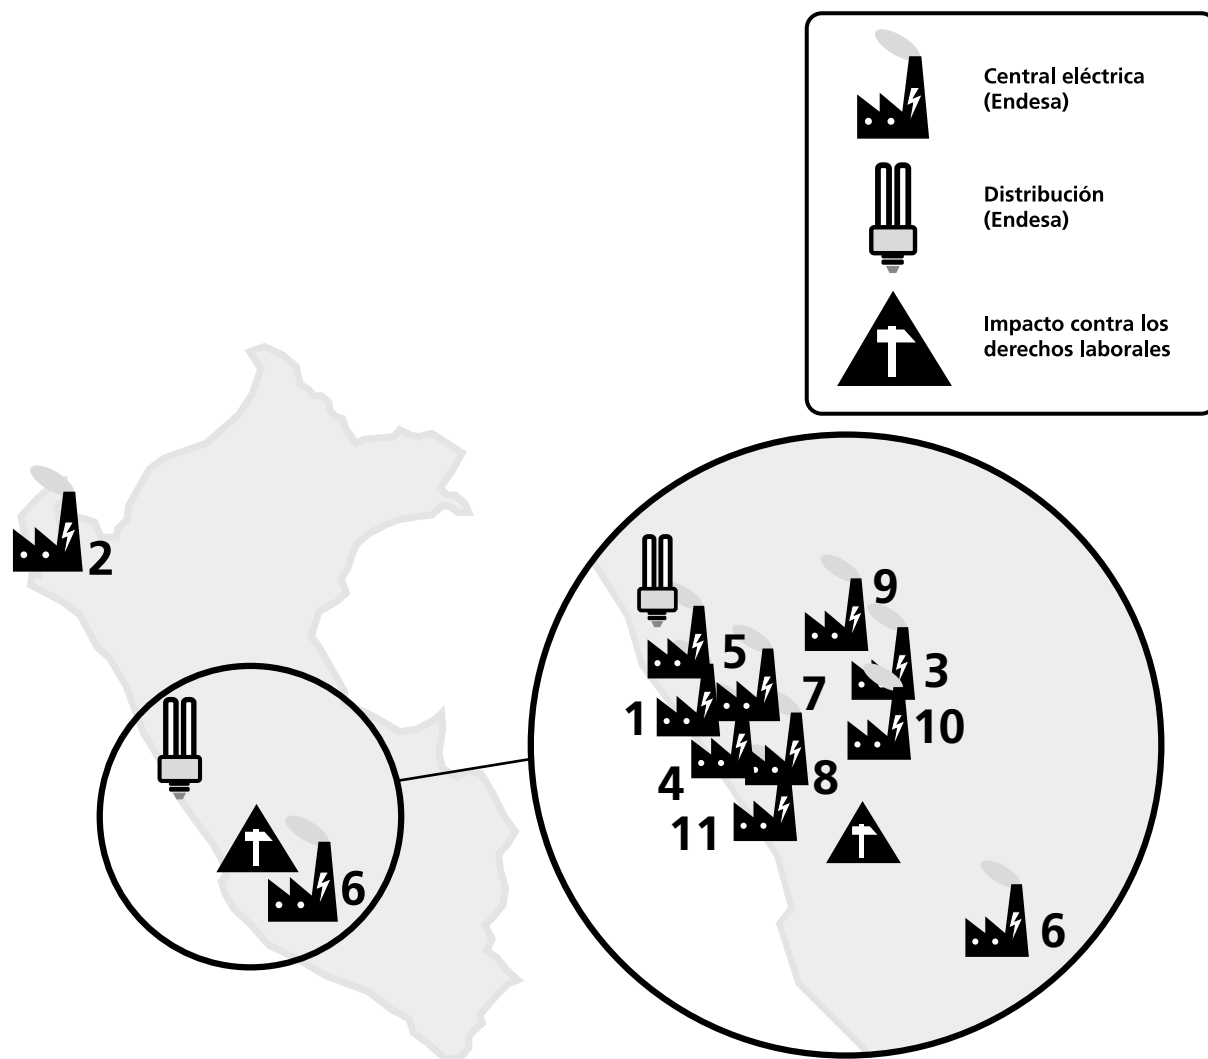 Central eléctrica
(Endesa)
Distribución
(Endesa)
Impacto contra los
derechos laborales
2
6
9
5
3
7
1
10
4
8
11
6